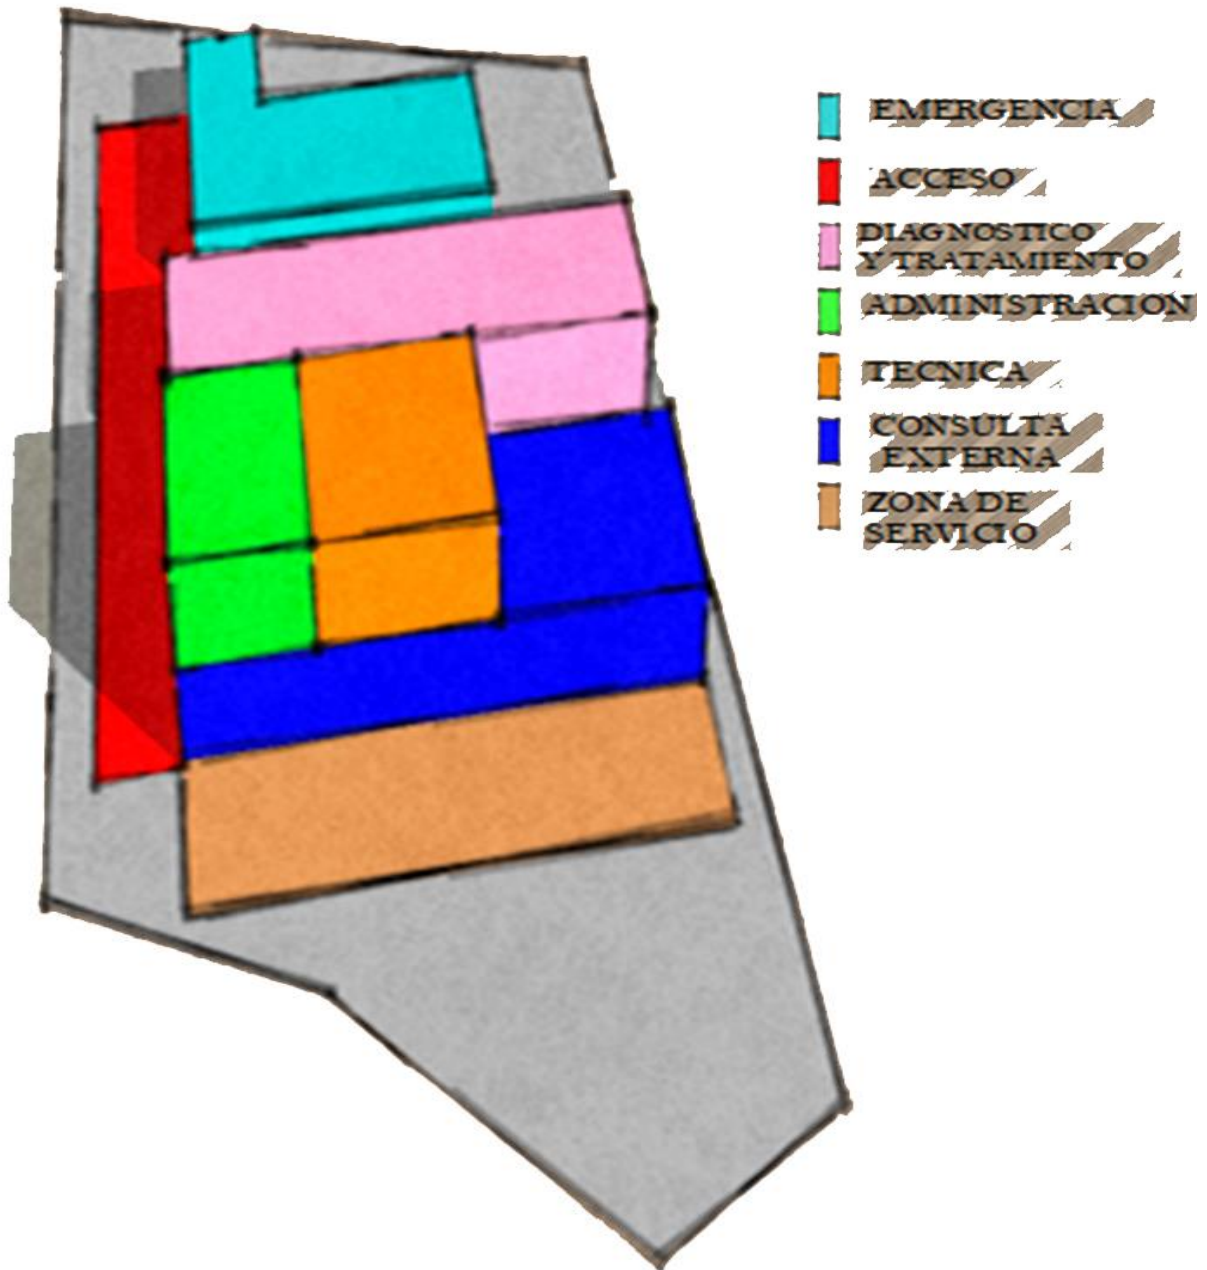 EMERGENCIA
ACCESO
DIAGNOSTICO
Y TRATAMIENTO
ADMINISTRACION
TECNICA
CONSULTA
EXTERNA
ZONA DE
SERVICIO